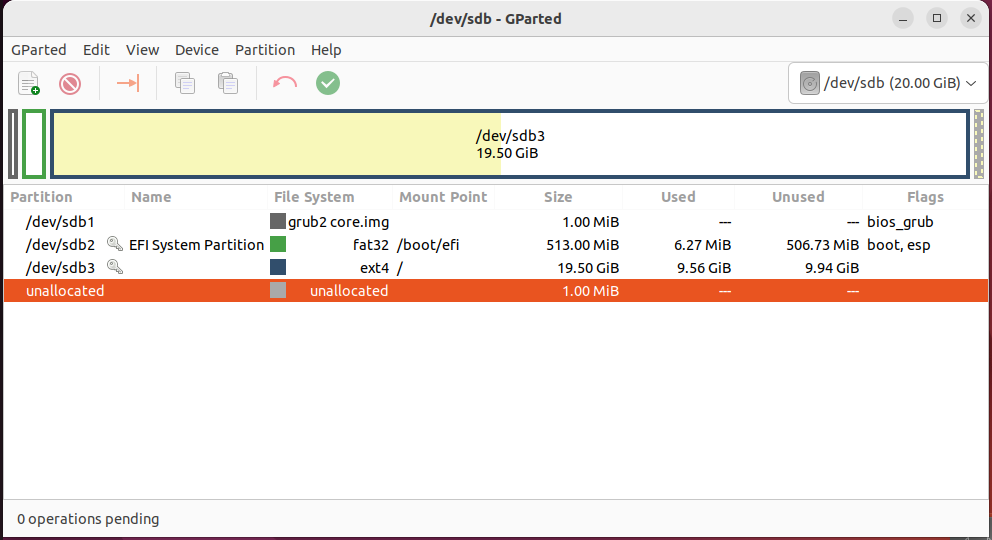 /dev/sdb - GParted
GParted Edit View Device Partition Help
/dev/sdb (20.00 GiB)
/dev/sdb3
19.50 GiB
Partition Name File System Mount Point Size Used Unused Flags
/dev/sdb1 grub2 core.img 1.00 MiB --- --- bios_grub
/dev/sdb2 EFI System Partition fat32 /boot/efi 513.00 MiB 6.27 MiB 506.73 MiB boot, esp
/dev/sdb3 ext4 / 19.50 GiB 9.56 GiB 9.94 GiB
unallocated unallocated 1.00 MiB --- ---
0 operations pending